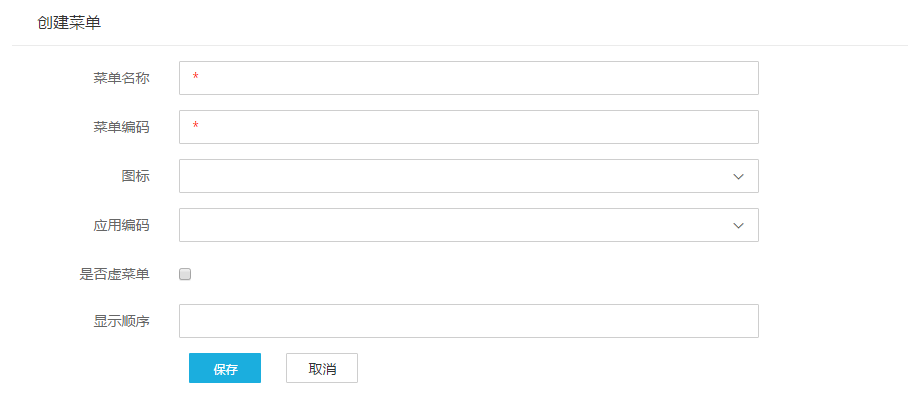 创建菜单
菜单名称 *
菜单编码 *
图标
应用编码
是否虚菜单
显示顺序
保存 取消